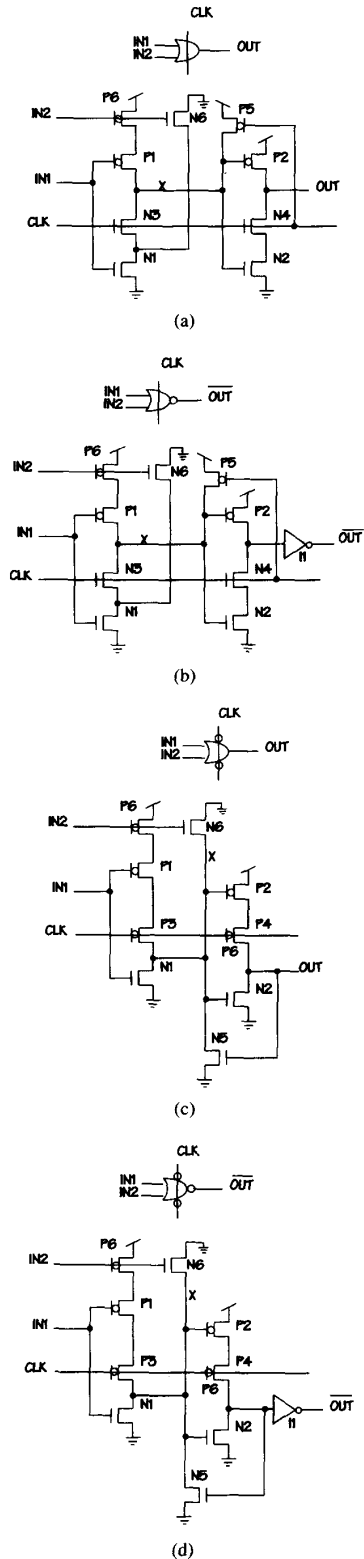 CLK
IN1
IN2
OUT
P6
IN2
N6
P5
P1
P2
IN1
X
OUT
N3
N4
CLK
N1
N2
(a)
CLK
IN1
IN2
OUT
P6
IN2
N6
P5
P1
P2
IN1
X
OUT
I1
N3
N4
CLK
N1
N2
(b)
CLK
IN1
IN2
OUT
P6
IN2
N6
X
P1
P2
IN1
P3
P4
CLK
P6
N1
OUT
N2
N5
(c)
CLK
IN1
IN2
OUT
P6
IN2
N6
X
P1
P2
IN1
P3
P4
CLK
P6
N1
OUT
N2
I1
N5
(d)